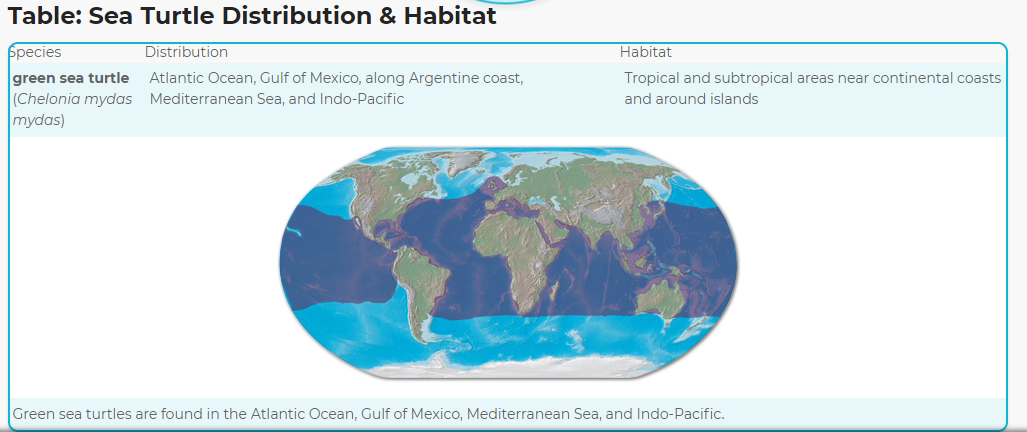 Table: Sea Turtle Distribution & Habitat
Species Distribution Habitat
green sea turtle Atlantic Ocean, Gulf of Mexico, along Argentine coast, Tropical and subtropical areas near continental coasts
(Chelonia mydas Mediterranean Sea, and Indo-Pacific and around islands
mydas)
Green sea turtles are found in the Atlantic Ocean, Gulf of Mexico, Mediterranean Sea, and Indo-Pacific.